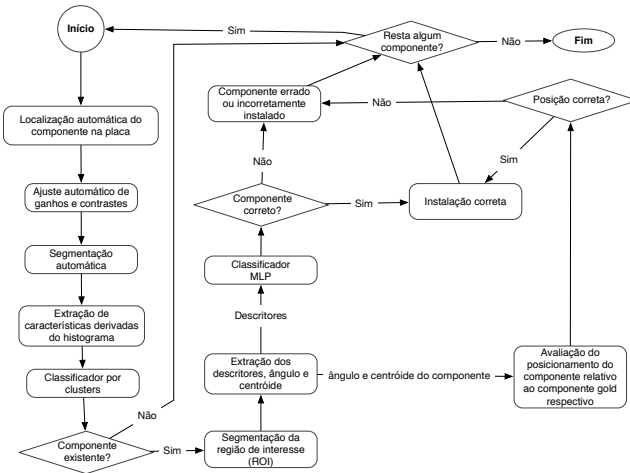 Início
Sim
Resta algum
componente?
Não
Fim
Localização automática do
componente na placa
Componente errado
ou incorretamente
instalado
Não
Posição correta?
Ajuste automático de
ganhos e contrastes
Não
Sim
Componente
correto?
Sim
Instalação correta
Segmentação
automática
Classificador
MLP
Extração de
características derivadas
do histograma
Descritores
Classificador por
clusters
Extração dos
descritores, ângulo e
centróide
ângulo e centróide do componente
Avaliação do
posicionamento do
componente relativo
ao componente gold
respectivo
Não
Componente
existente?
Sim
Segmentação da
região de interesse
(ROI)